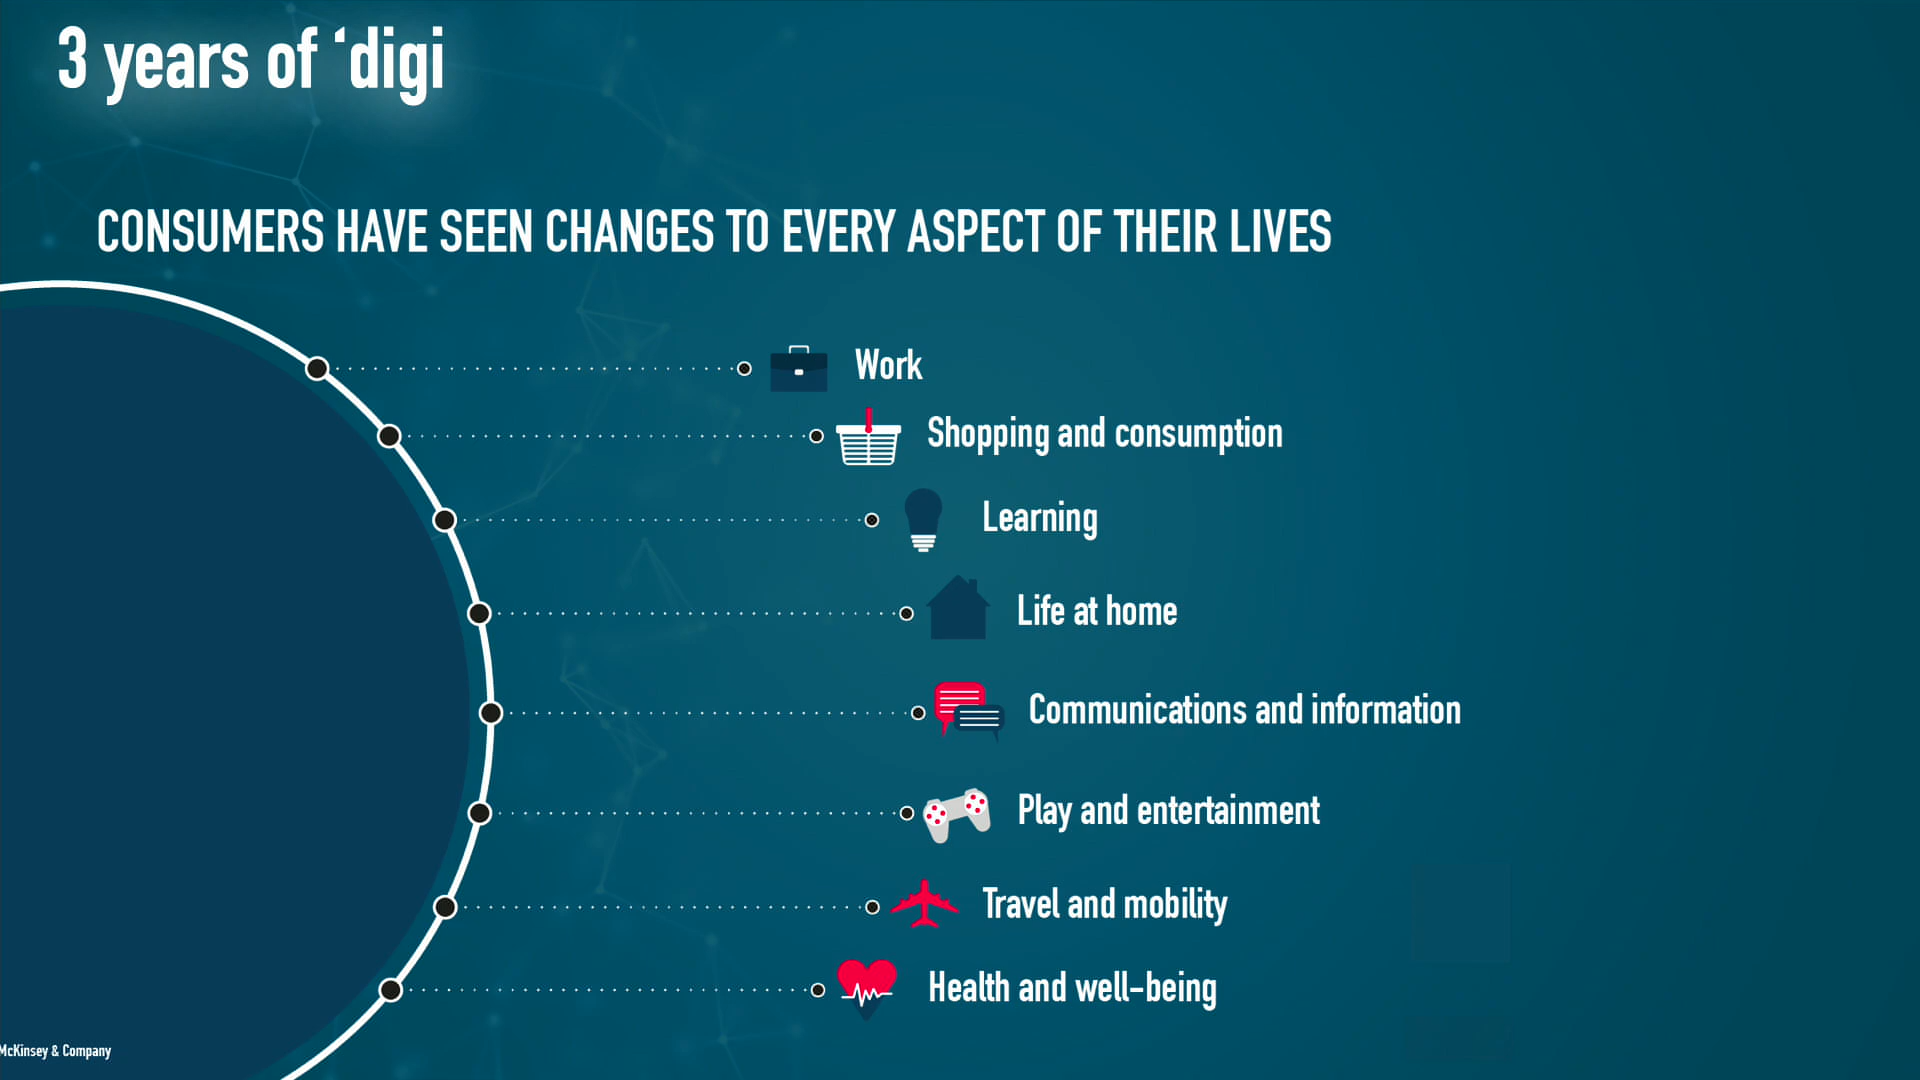 3 years of ‘digi
CONSUMERS HAVE SEEN CHANGES TO EVERY ASPECT OF THEIR LIVES
Work
Shopping and consumption
Learning
Life at home
Communications and information
Play and entertainment
Travel and mobility
Health and well-being
McKinsey & Company